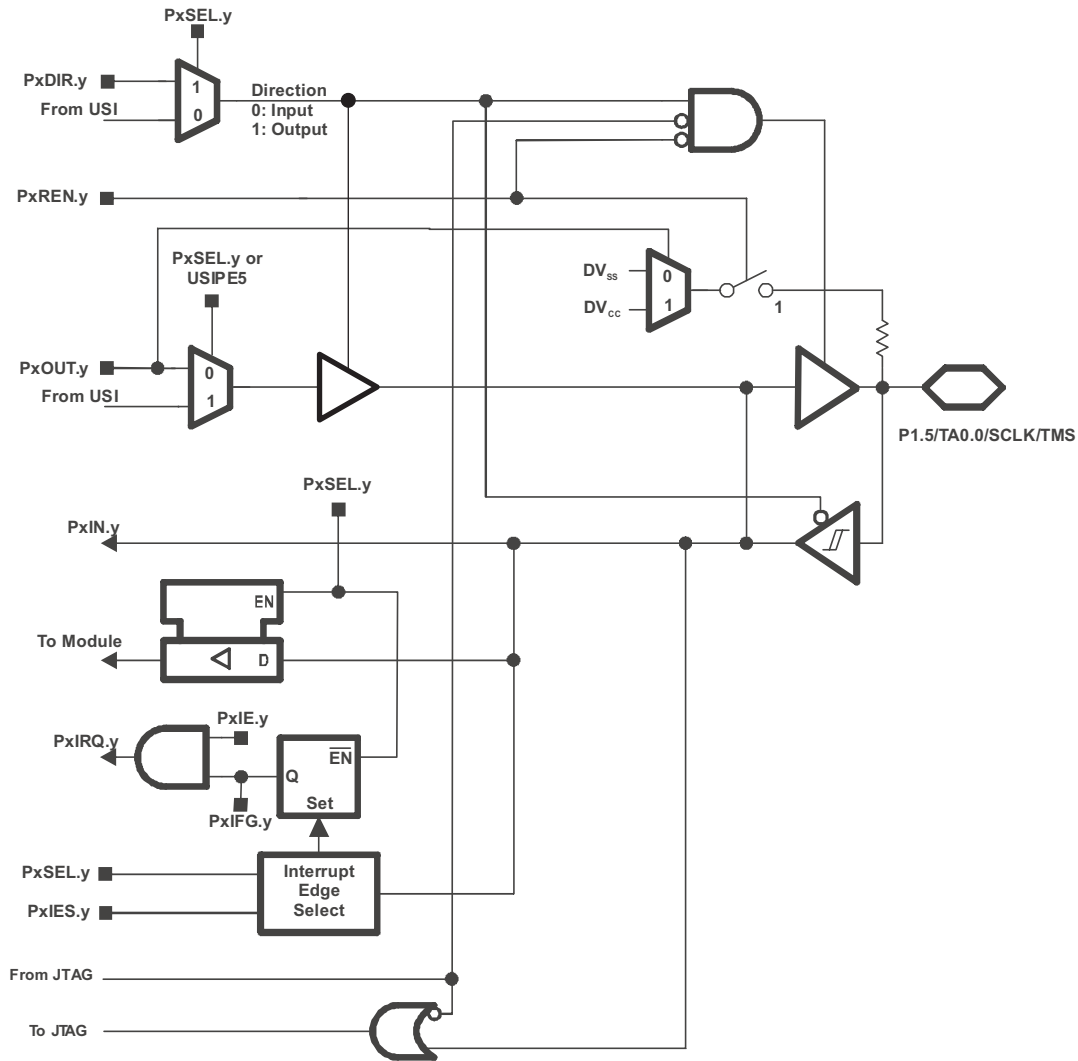 PxSEL.y
PxDIR.y
1
From USI
0
Direction
0: Input
1: Output
PxREN.y
PxSEL.y or
USIPE5
DVSS
0
DVCC
1
1
PxOUT.y
0
From USI
1
P1.5/TA0.0/SCLK/TMS
PxSEL.y
PxIN.y
EN
To Module
D
PxIE.y
PxIRQ.y
EN
Q
Set
PxIFG.y
PxSEL.y
Interrupt
Edge
Select
PxIES.y
From JTAG
To JTAG